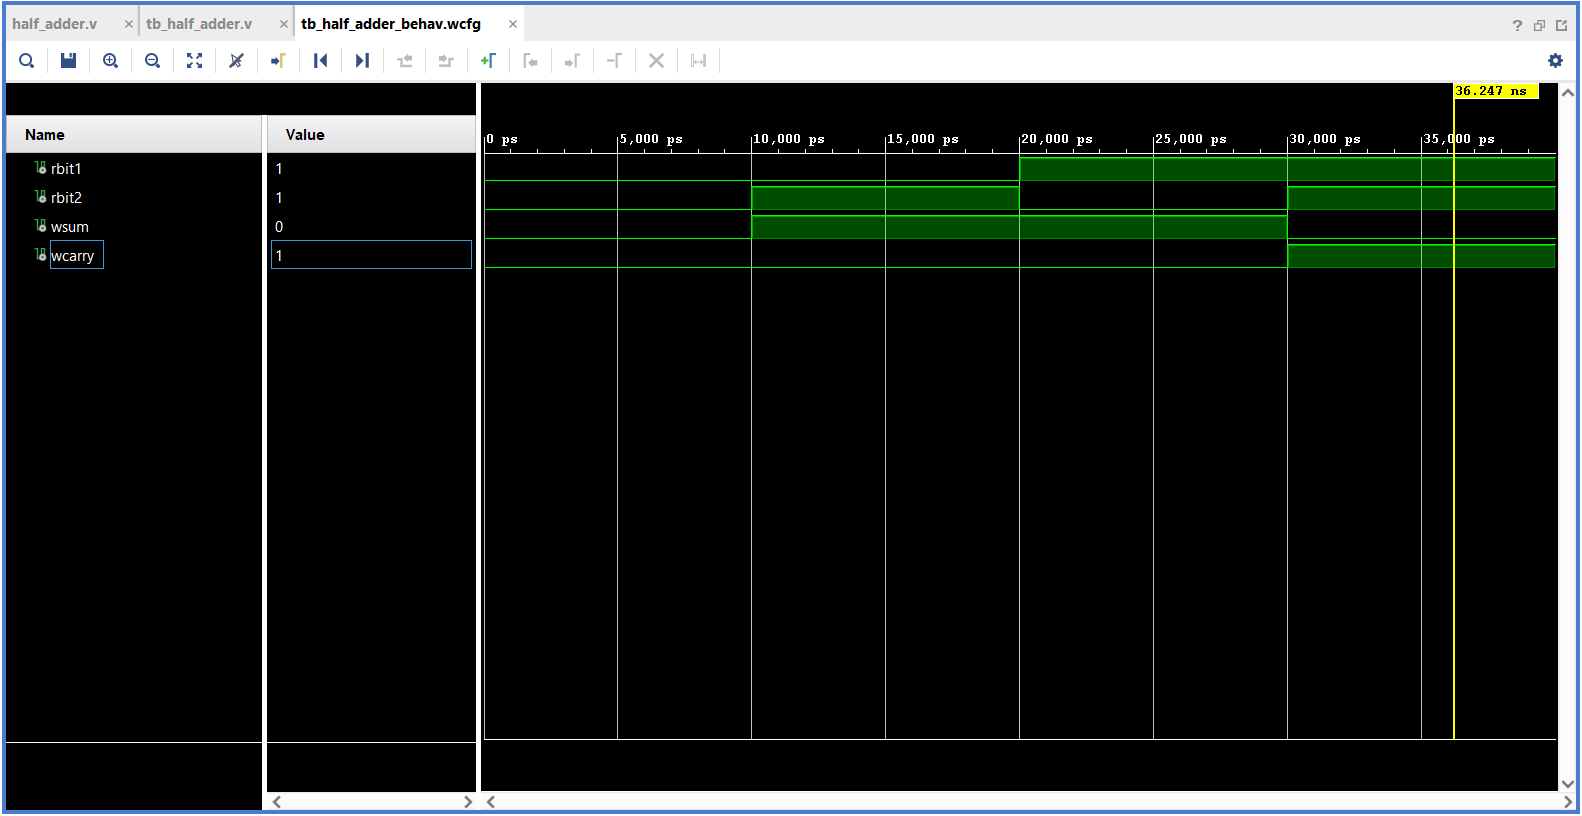 half_adder.v × tb_half_adder.v × tb_half_adder_behav.wcfg ×
?
36.247 ns
Name Value
0 ps 5,000 ps 10,000 ps 15,000 ps 20,000 ps 25,000 ps 30,000 ps 35,000 ps
rbit1 1
rbit2 1
wsum 0
wcarry 1